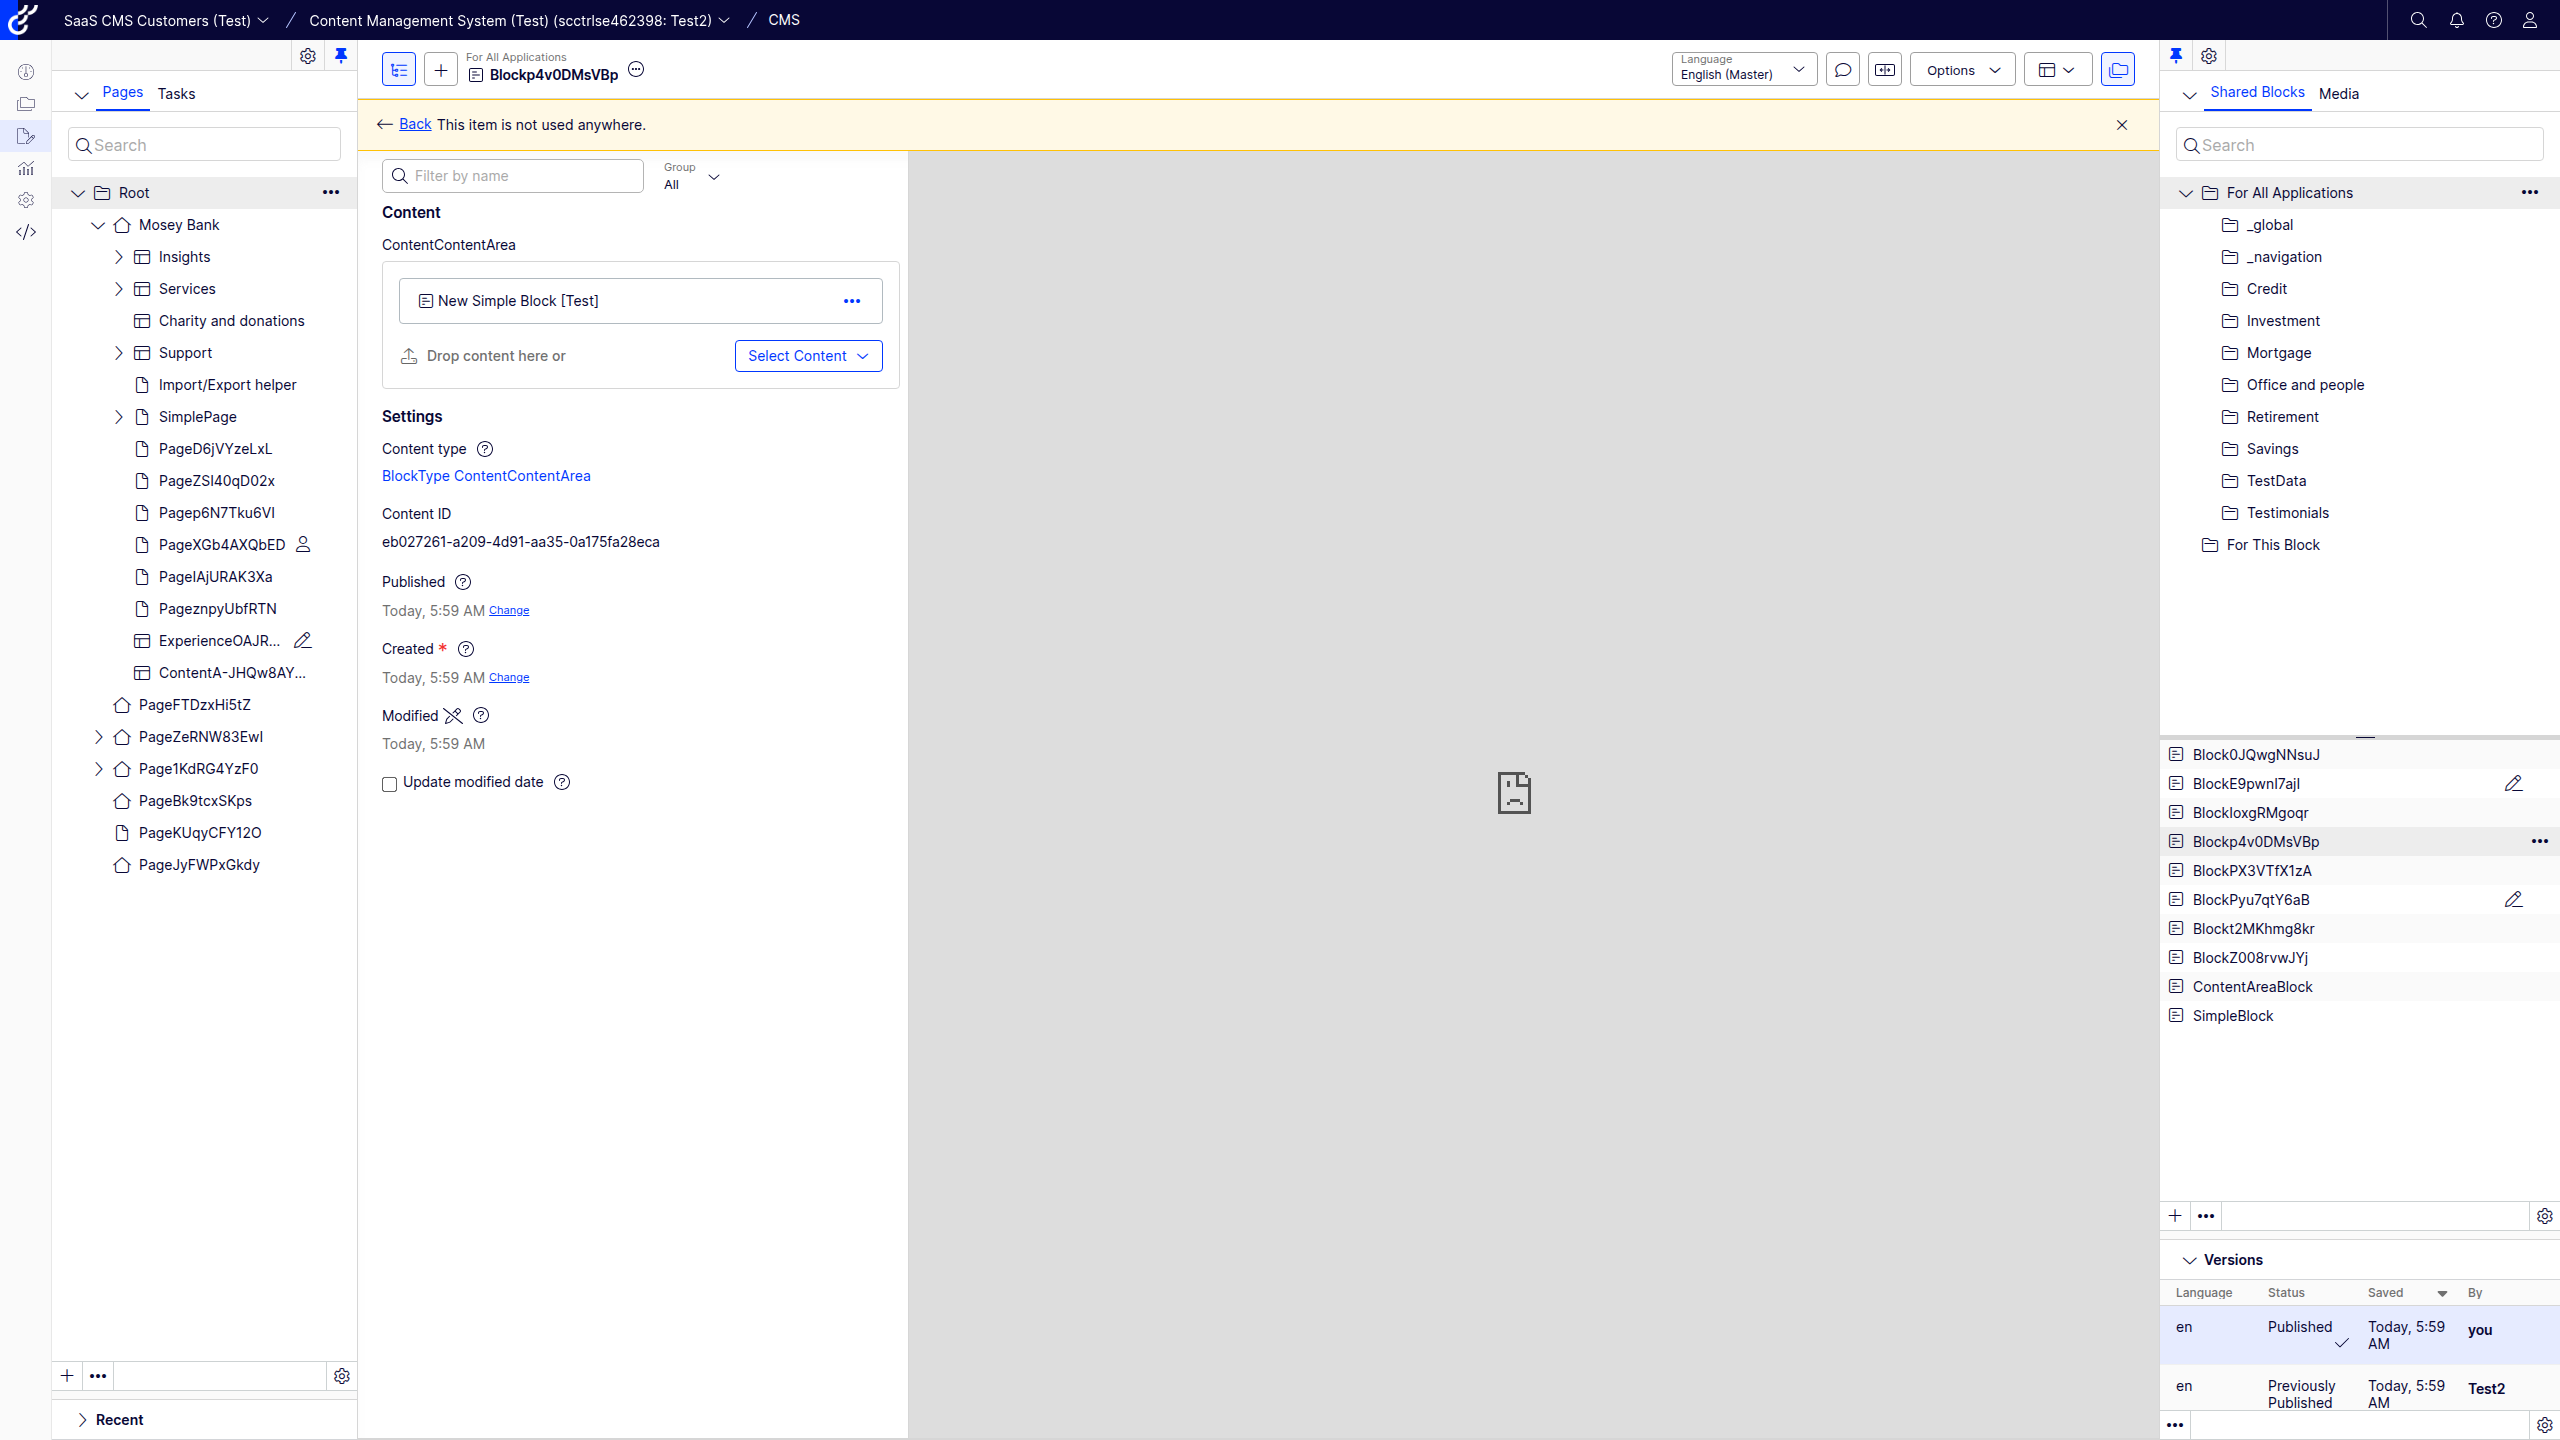 SaaS CMS Customers (Test)
Content Management System (Test) (scctrlse462398: Test2)
CMS
Pages
Tasks
Search
Root
Mosey Bank
Insights
Services
Charity and donations
Support
Import/Export helper
SimplePage
PageD6jVYzeLxL
PageZSI40qD02x
Pagep6N7Tku6VI
PageXGb4AXQbED
PageIAjURAK3Xa
PageznpyUbfRTN
ExperienceOAJR...
ContentA-JHQw8AY...
PageFTDzxHi5tZ
PageZeRNW83EwI
Page1KdRG4YzF0
PageBk9tcxSKps
PageKUqyCFY12O
PageJyFWPxGkdy
Recent
For All Applications
Blockp4v0DMsVBp
Language
English (Master)
Options
Back This item is not used anywhere.
Filter by name
Group
All
Content
ContentContentArea
New Simple Block [Test]
Drop content here or
Select Content
Settings
Content type
BlockType ContentContentArea
Content ID
eb027261-a209-4d91-aa35-0a175fa28eca
Published
Today, 5:59 AM Change
Created *
Today, 5:59 AM Change
Modified
Today, 5:59 AM
Update modified date
Shared Blocks
Media
Search
For All Applications
_global
_navigation
Credit
Investment
Mortgage
Office and people
Retirement
Savings
TestData
Testimonials
For This Block
Block0JQwgNNsuJ
BlockE9pwnI7ajI
BlockIoxgRMgoqr
Blockp4v0DMsVBp
BlockPX3VTfX1zA
BlockPyu7qtY6aB
Blockt2MKhmg8kr
BlockZ008rvwJYj
ContentAreaBlock
SimpleBlock
Versions
Language Status Saved By
en Published Today, 5:59 AM you
en Previously Published Today, 5:59 AM Test2